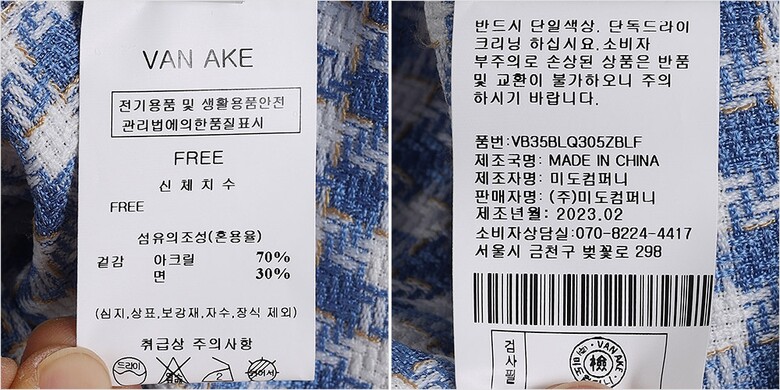 VAN AKE
전기용품 및 생활용품안전
관리법에의한품질표시
FREE
신체치수
FREE
섬유의조성(혼용율)
겉감 아크릴 70%
면 30%
(심지,상표,보강재,자수,장식 제외)
취급상 주의사항
드라이
반드시 단일색상, 단독드라이
크리닝 하십시요.소비자
부주의로 손상된 상품은 반품
및 교환이 불가하오니 주의
하시기 바랍니다.
품번:VB35BLQ305ZBLF
제조국명: MADE IN CHINA
제조자명: 미도컴퍼니
판매자명: (주)미도컴퍼니
제조년월: 2023.02
소비자상담실:070-8224-4417
서울시 금천구 벚꽃로 298
검사필
VAN AKE
檢